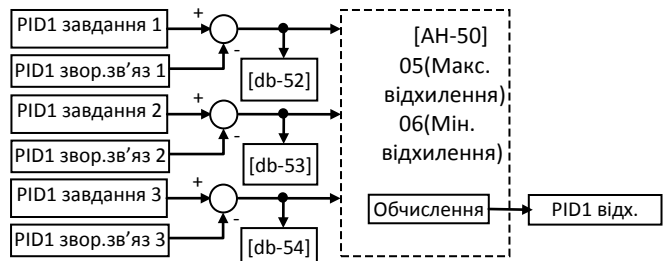 PID1 завдання 1
+
-
PID1 звор.зв’яз 1
[db-52]
PID1 завдання 2
+
-
PID1 звор.зв’яз 2
[db-53]
PID1 завдання 3
+
-
PID1 звор.зв’яз 3
[db-54]
[AH-50]
05(Макс.
відхилення)
06(Мін.
відхилення)
Обчислення
PID1 відх.